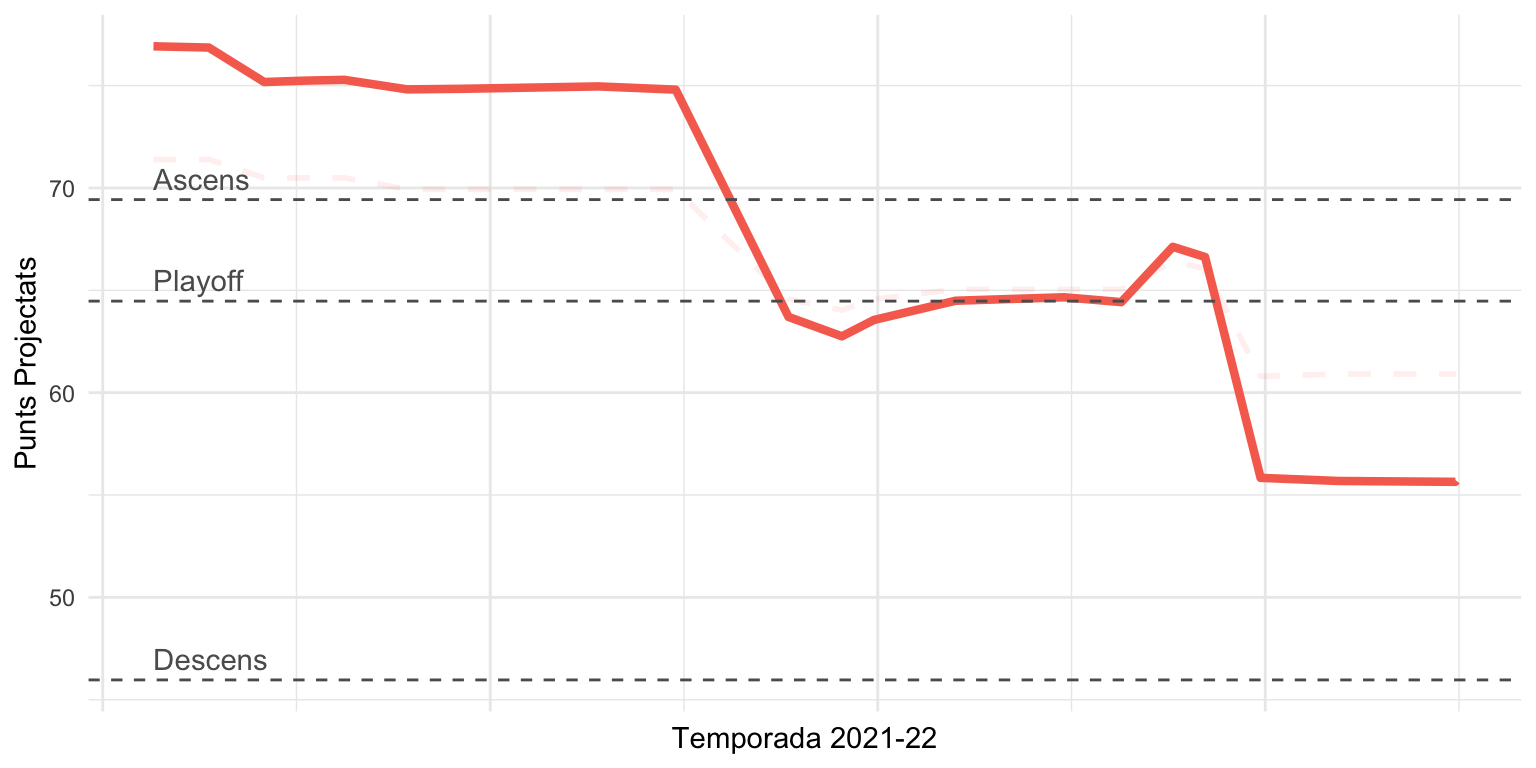 Punts Projectats
70
60
50
Ascens
Playoff
Descens
Temporada 2021-22